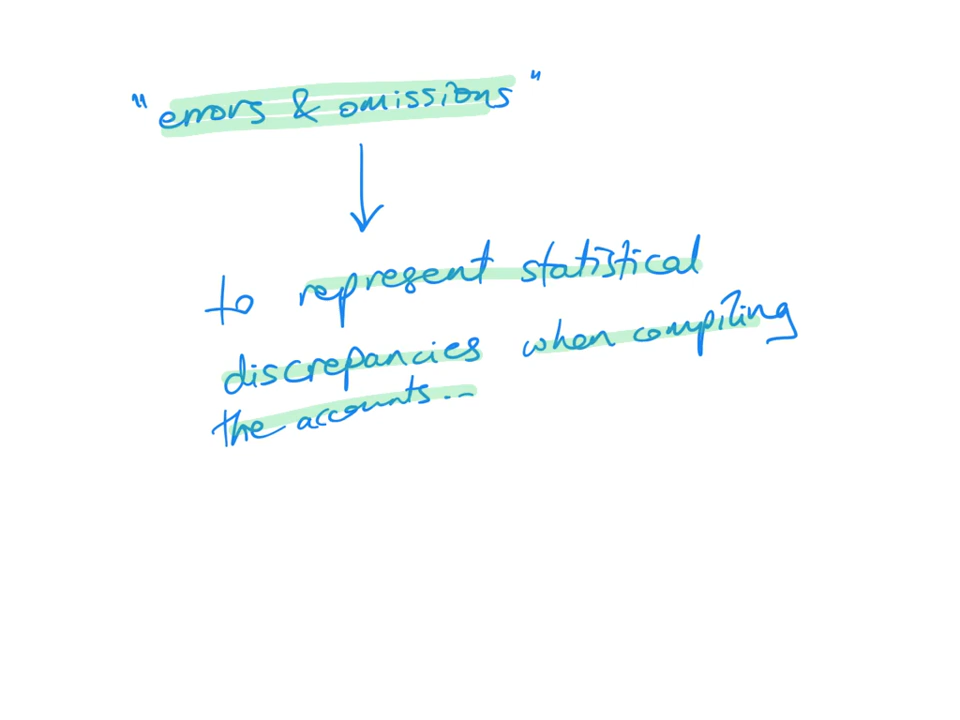 "errors & omissions"
to represent statistical
discrepancies when compiling
the accounts...